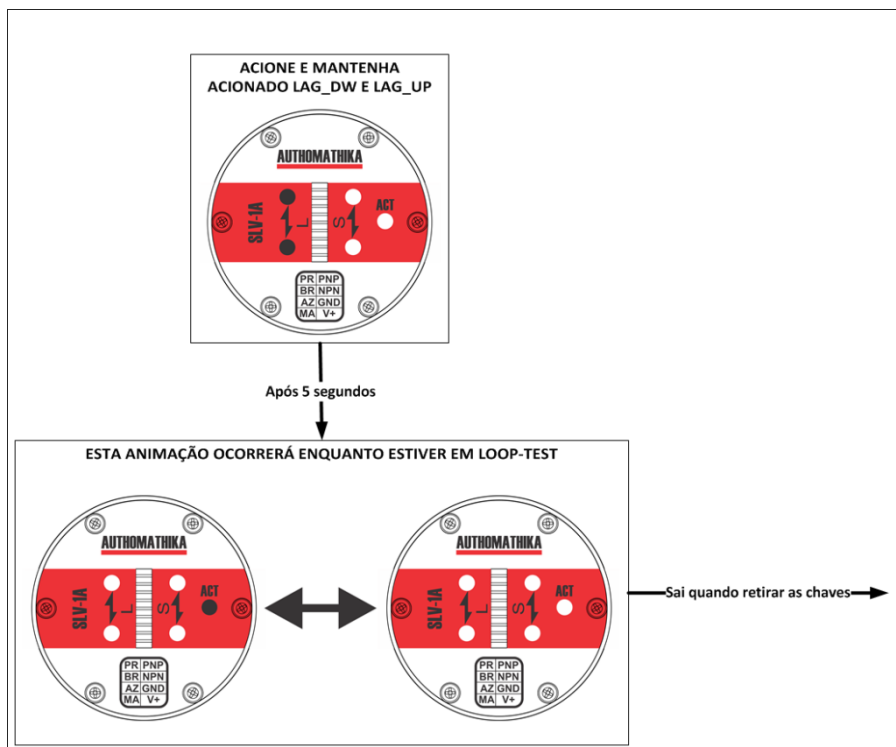 ACIONE E MANTENHA
ACIONADO LAG_DW E LAG_UP
AUTHOMATHIKA
SLV-1A
L
S
ACT
PR PNP
BR NPN
AZ GND
MA V+
Após 5 segundos
ESTA ANIMAÇÃO OCORRERÁ ENQUANTO ESTIVER EM LOOP-TEST
AUTHOMATHIKA
SLV-1A
L
S
ACT
PR PNP
BR NPN
AZ GND
MA V+
AUTHOMATHIKA
SLV-1A
L
S
ACT
PR PNP
BR NPN
AZ GND
MA V+
Sai quando retirar as chaves